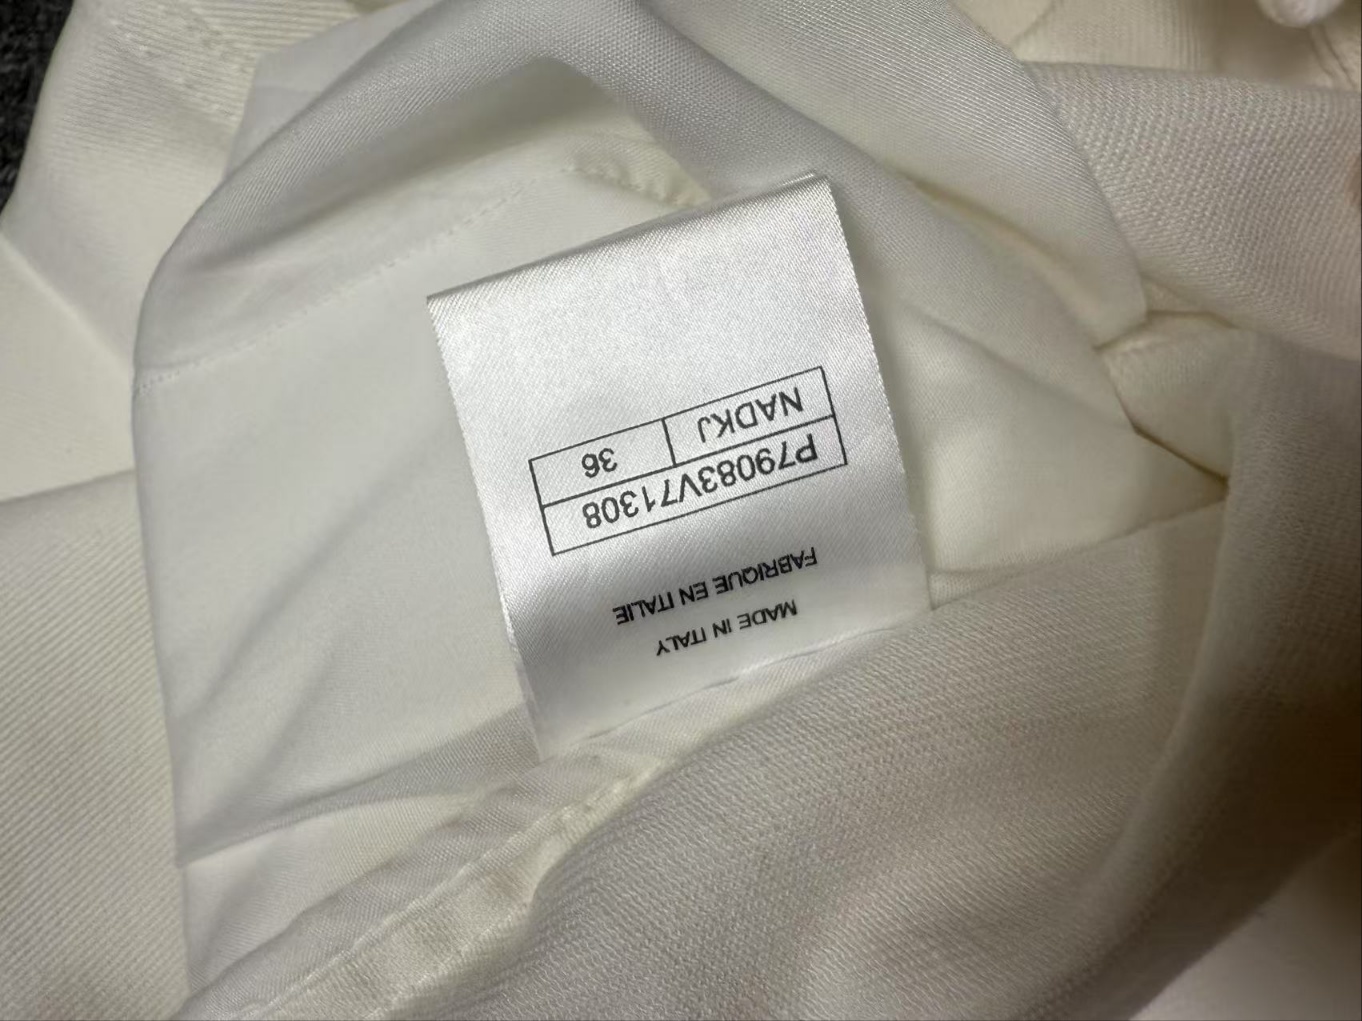 MADE IN ITALY
FABRIQUE EN ITALIE
P79083V71308
NADKJ 36